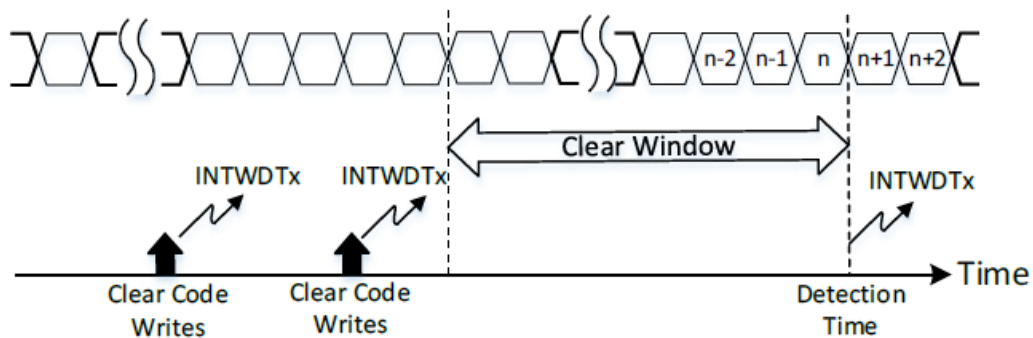 n-2 n-1 n n+1 n+2
Clear Window
INTWDTx INTWDTx INTWDTx
Time
Clear Code Clear Code Detection
Writes Writes Time